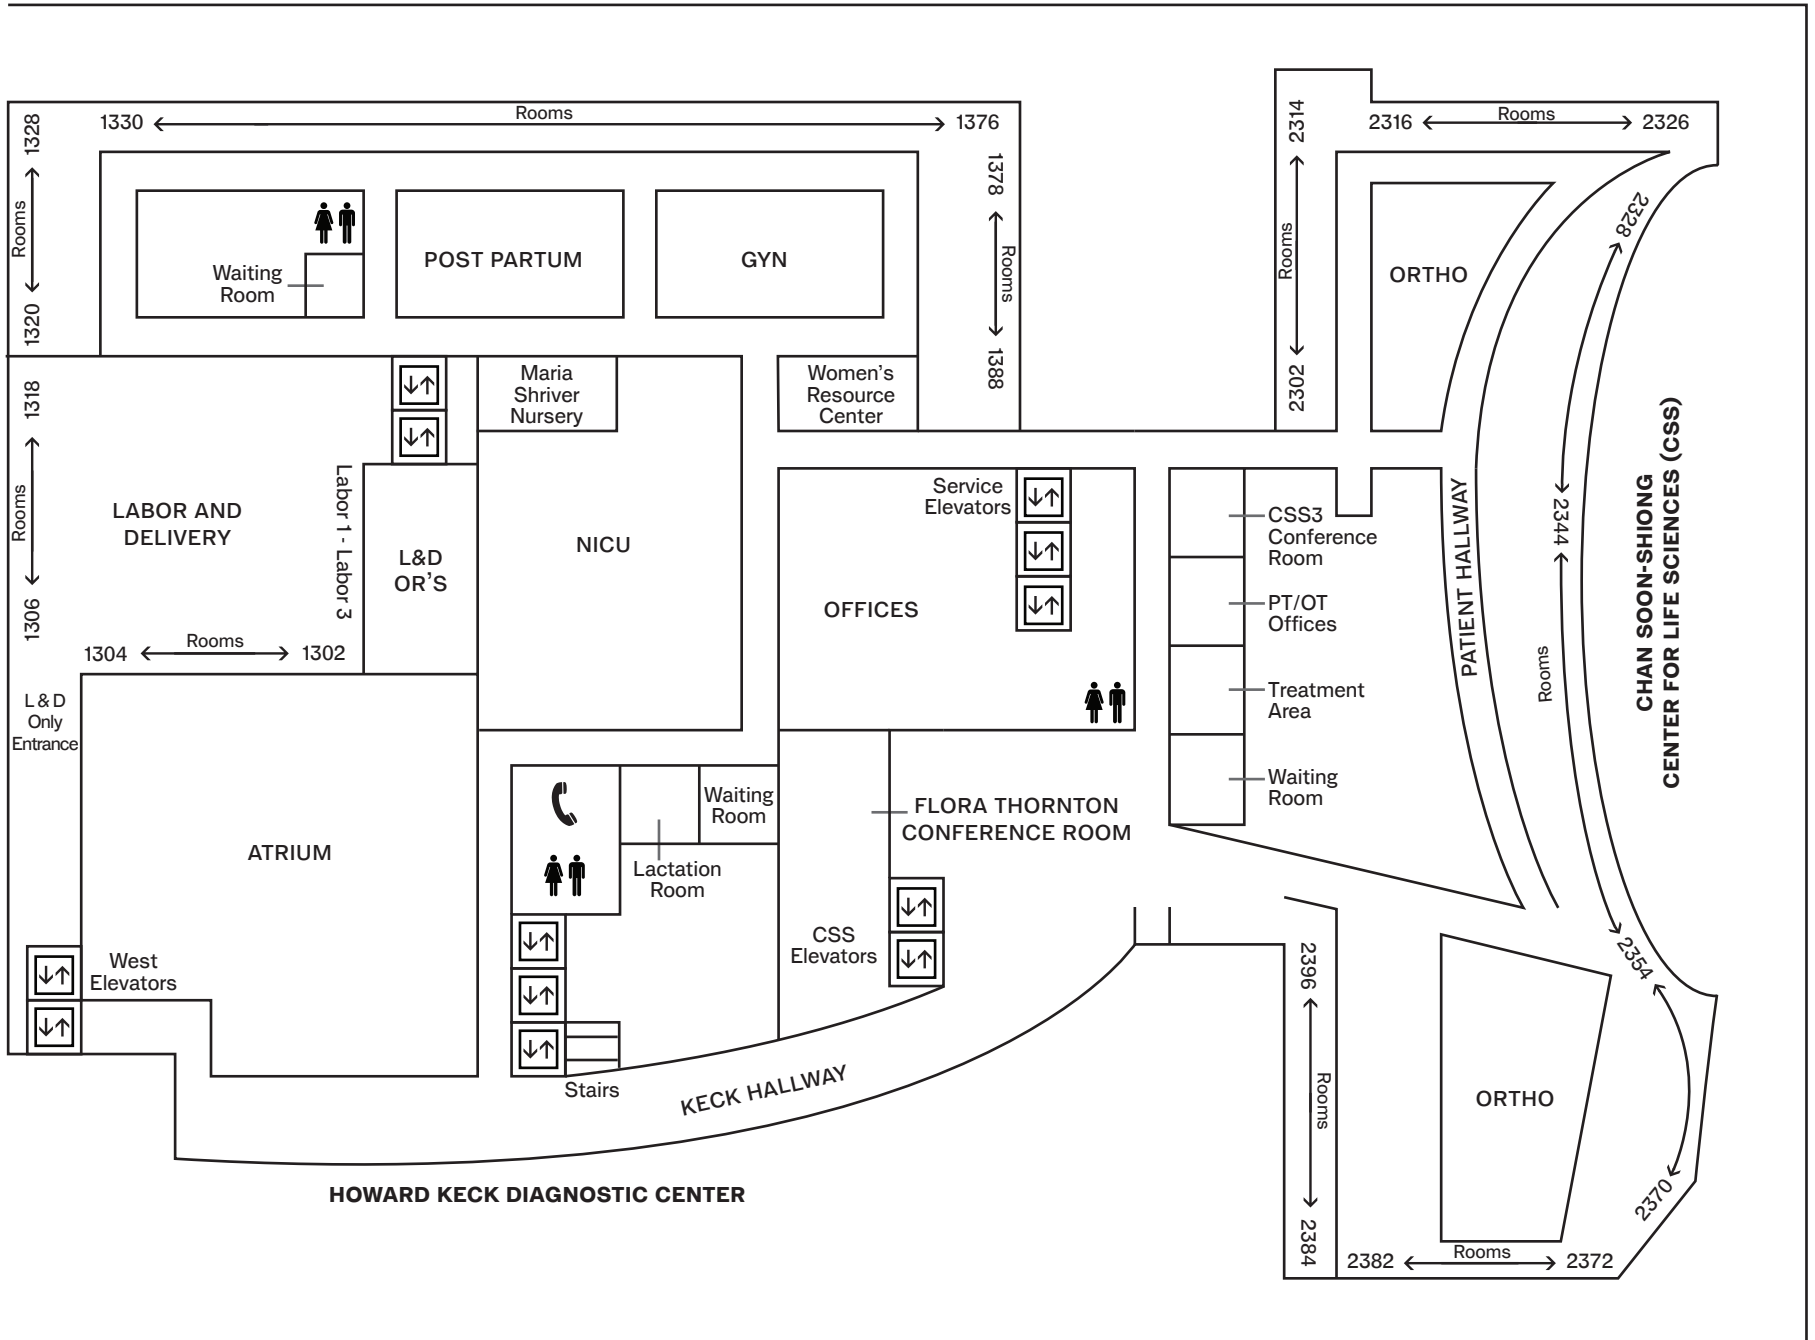 Rooms
1330
1376
1328
Rooms
1320
1378
Rooms
1388
Waiting
Room
POST PARTUM
GYN
2314
Rooms
2302
2316
Rooms
2326
ORTHO
2328
1318
Rooms
1306
LABOR AND
DELIVERY
Labor 1 - Labor 3
L&D
OR'S
Maria
Shriver
Nursery
NICU
Women's
Resource
Center
Service
Elevators
OFFICES
CSS3
Conference
Room
PT/OT
Offices
Treatment
Area
Waiting
Room
PATIENT HALLWAY
2344
Rooms
CHAN SOON-SHIONG
CENTER FOR LIFE SCIENCES (CSS)
1304
Rooms
1302
L & D
Only
Entrance
ATRIUM
West
Elevators
Waiting
Room
Lactation
Room
FLORA THORNTON
CONFERENCE ROOM
CSS
Elevators
Stairs
KECK HALLWAY
HOWARD KECK DIAGNOSTIC CENTER
2396
Rooms
2384
2354
ORTHO
2370
2382
Rooms
2372